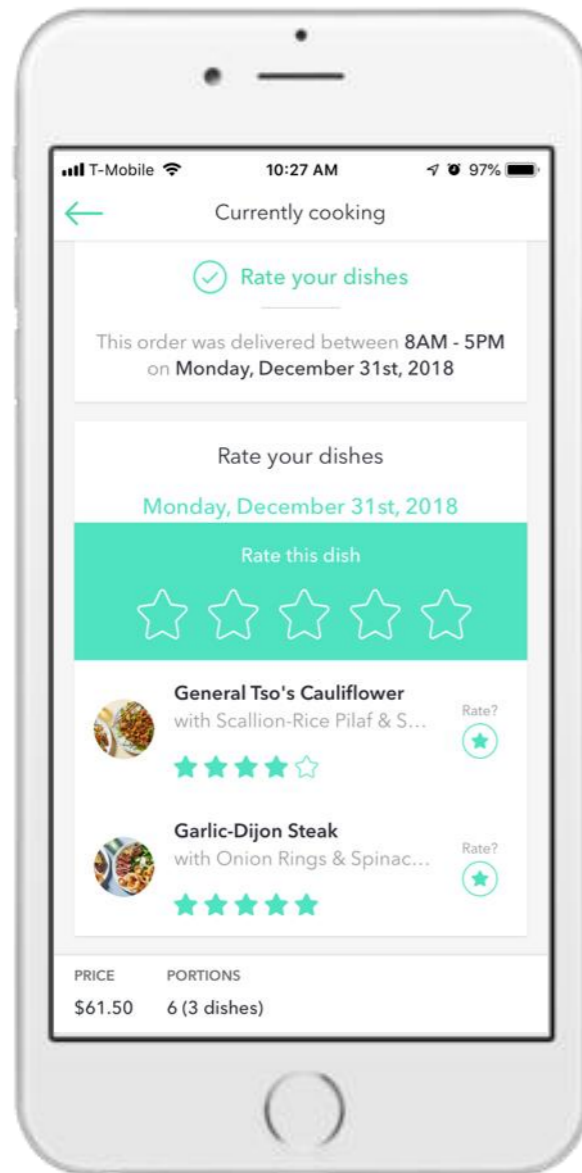 T-Mobile 10:27 AM 97%
Currently cooking
Rate your dishes
This order was delivered between 8AM - 5PM
on Monday, December 31st, 2018
Rate your dishes
Monday, December 31st, 2018
Rate this dish
General Tso's Cauliflower
with Scallion-Rice Pilaf & S...
Rate?
Garlic-Dijon Steak
with Onion Rings & Spinac...
Rate?
PRICE PORTIONS
$61.50 6 (3 dishes)